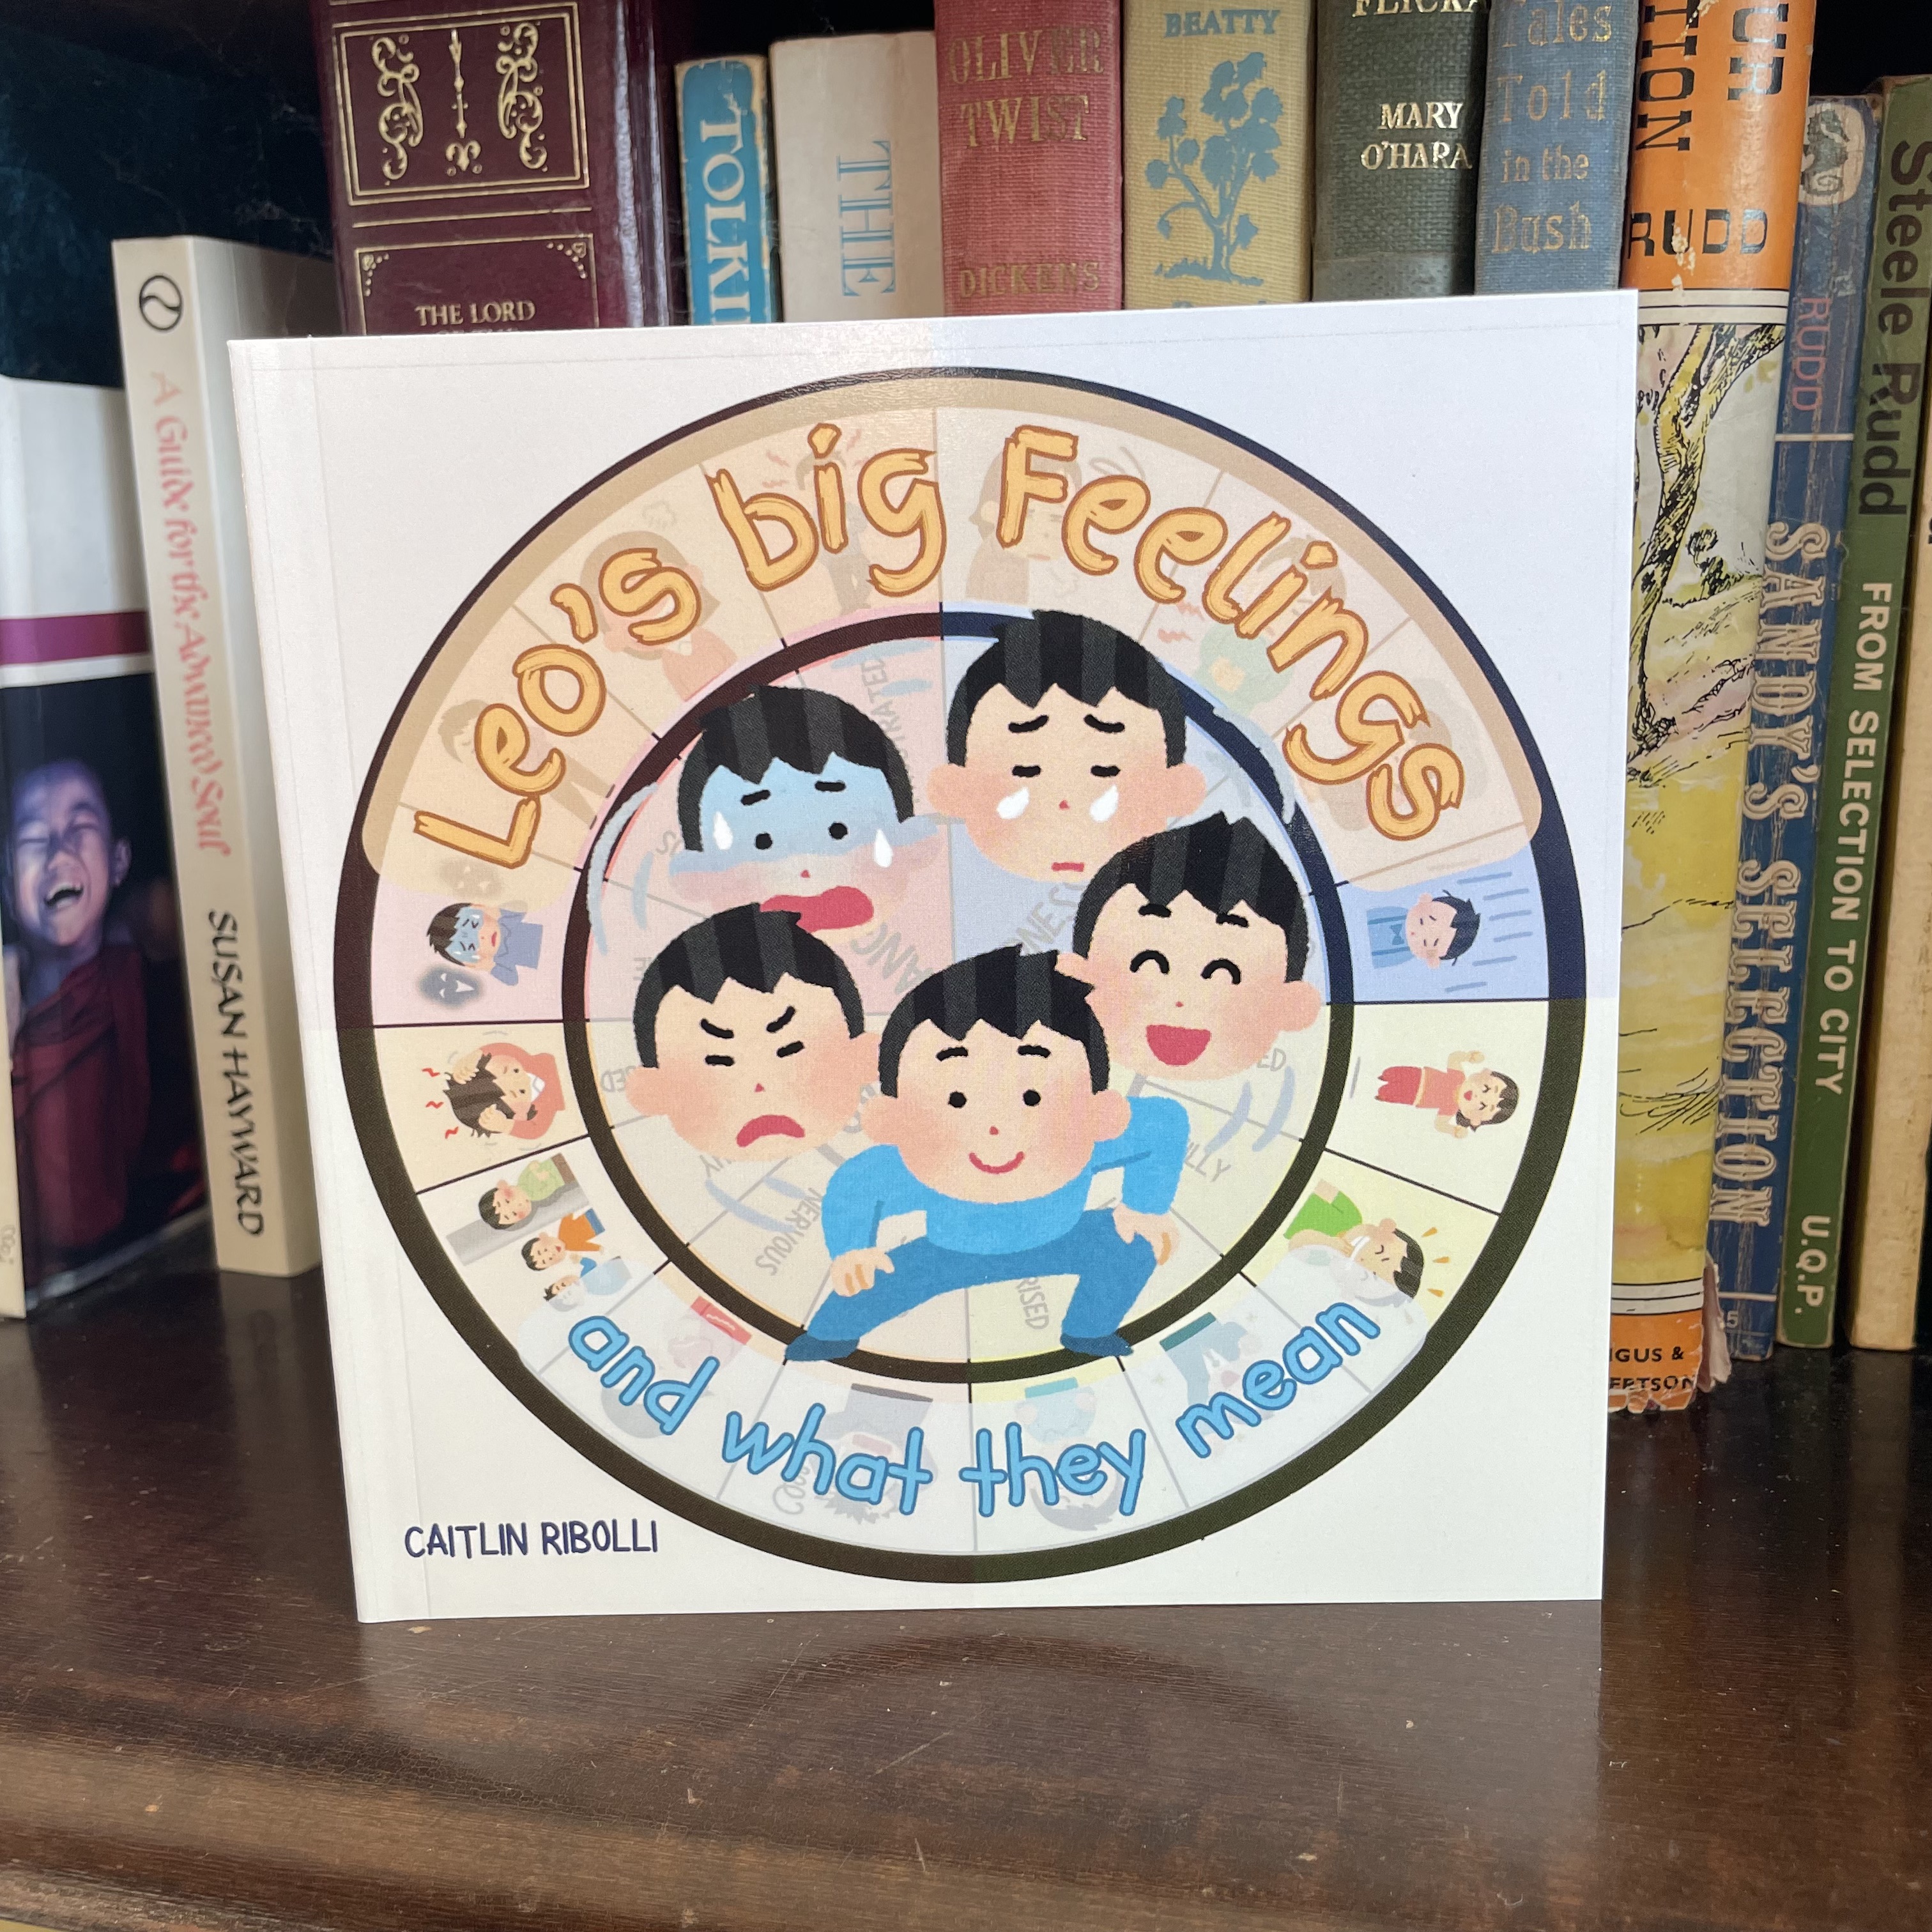 THE LORD
TOLKI
THE
OLIVER
TWIST
DICKENS
BEATTY
MARY
O'HARA
Tales
Told
in the
Bush
RUDD
RUDD
SANDY'S SELECTION
Steele Rudd
FROM SELECTION TO CITY
U.Q.P.
A Guide for the Advanced Soul
SUSAN HAYWARD
Leo's big Feelings
NERVOUS
and what they mean
CAITLIN RIBOLLI